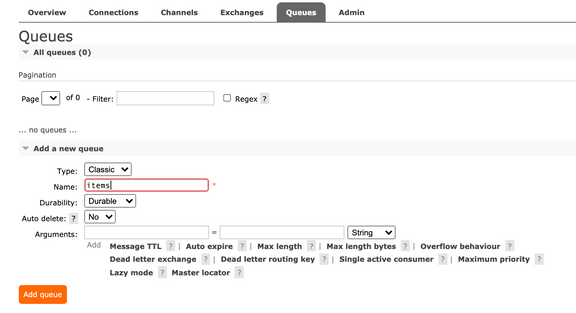 Overview Connections Channels Exchanges Queues Admin
Queues
All queues (0)
Pagination
Page of 0 - Filter: Regex ?
... no queues ...
Add a new queue
Type: Classic
Name: items *
Durability: Durable
Auto delete: ? No
Arguments: = String
Add Message TTL ? | Auto expire ? | Max length ? | Max length bytes ? | Overflow behaviour ?
Dead letter exchange ? | Dead letter routing key ? | Single active consumer ? | Maximum priority ?
Lazy mode ? Master locator ?
Add queue